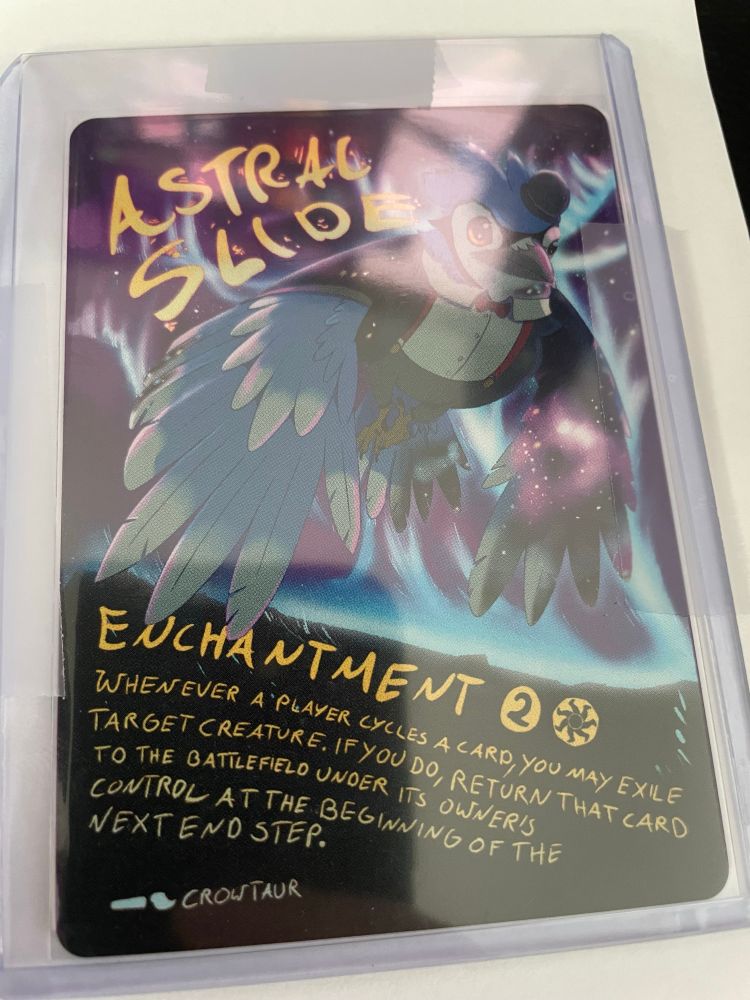 ASTRAL
SLIDE
ENCHANTMENT 2
WHENEVER A PLAYER CYCLES A CARD, YOU MAY EXILE
TARGET CREATURE. IF YOU DO, RETURN THAT CARD
TO THE BATTLEFIELD UNDER ITS OWNER'S
CONTROL AT THE BEGINNING OF THE
NEXT END STEP.
CROWTAUR